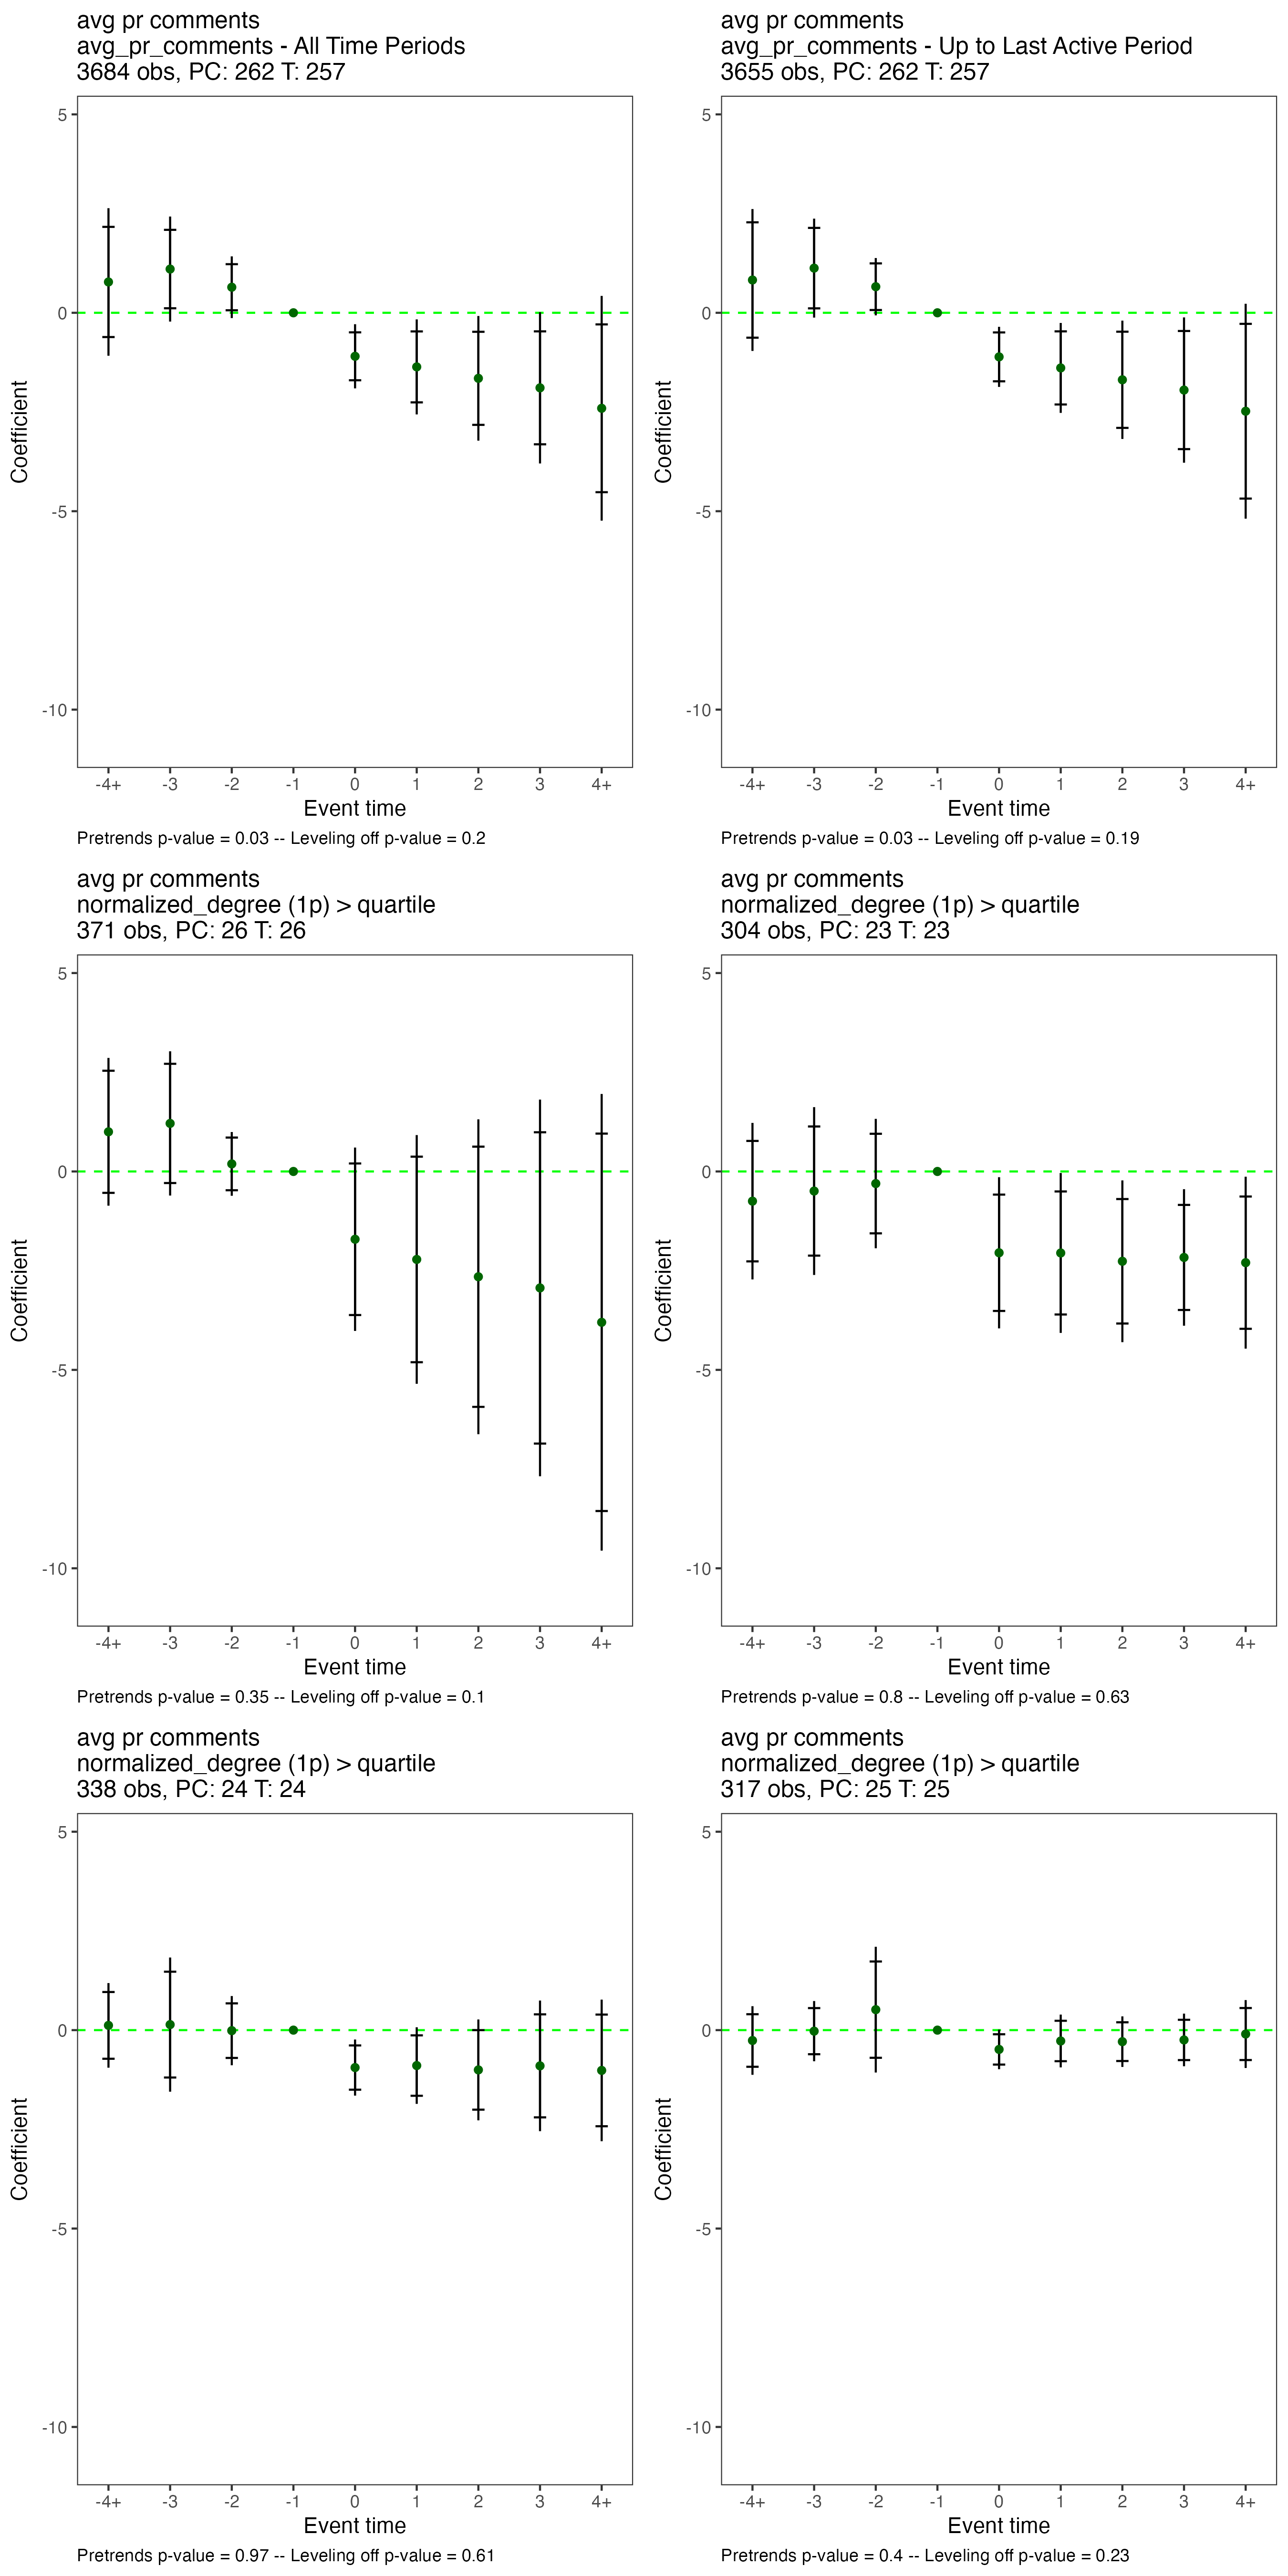 avg pr comments
avg_pr_comments - All Time Periods
3684 obs, PC: 262 T: 257
5
0
-5
-10
Coefficient
-4+ -3 -2 -1 0 1 2 3 4+
Event time
Pretrends p-value = 0.03 -- Leveling off p-value = 0.2
avg pr comments
avg_pr_comments - Up to Last Active Period
3655 obs, PC: 262 T: 257
5
0
-5
-10
Coefficient
-4+ -3 -2 -1 0 1 2 3 4+
Event time
Pretrends p-value = 0.03 -- Leveling off p-value = 0.19
avg pr comments
normalized_degree (1p) > quartile
371 obs, PC: 26 T: 26
5
0
-5
-10
Coefficient
-4+ -3 -2 -1 0 1 2 3 4+
Event time
Pretrends p-value = 0.35 -- Leveling off p-value = 0.1
avg pr comments
normalized_degree (1p) > quartile
304 obs, PC: 23 T: 23
5
0
-5
-10
Coefficient
-4+ -3 -2 -1 0 1 2 3 4+
Event time
Pretrends p-value = 0.8 -- Leveling off p-value = 0.63
avg pr comments
normalized_degree (1p) > quartile
338 obs, PC: 24 T: 24
5
0
-5
-10
Coefficient
-4+ -3 -2 -1 0 1 2 3 4+
Event time
Pretrends p-value = 0.97 -- Leveling off p-value = 0.61
avg pr comments
normalized_degree (1p) > quartile
317 obs, PC: 25 T: 25
5
0
-5
-10
Coefficient
-4+ -3 -2 -1 0 1 2 3 4+
Event time
Pretrends p-value = 0.4 -- Leveling off p-value = 0.23